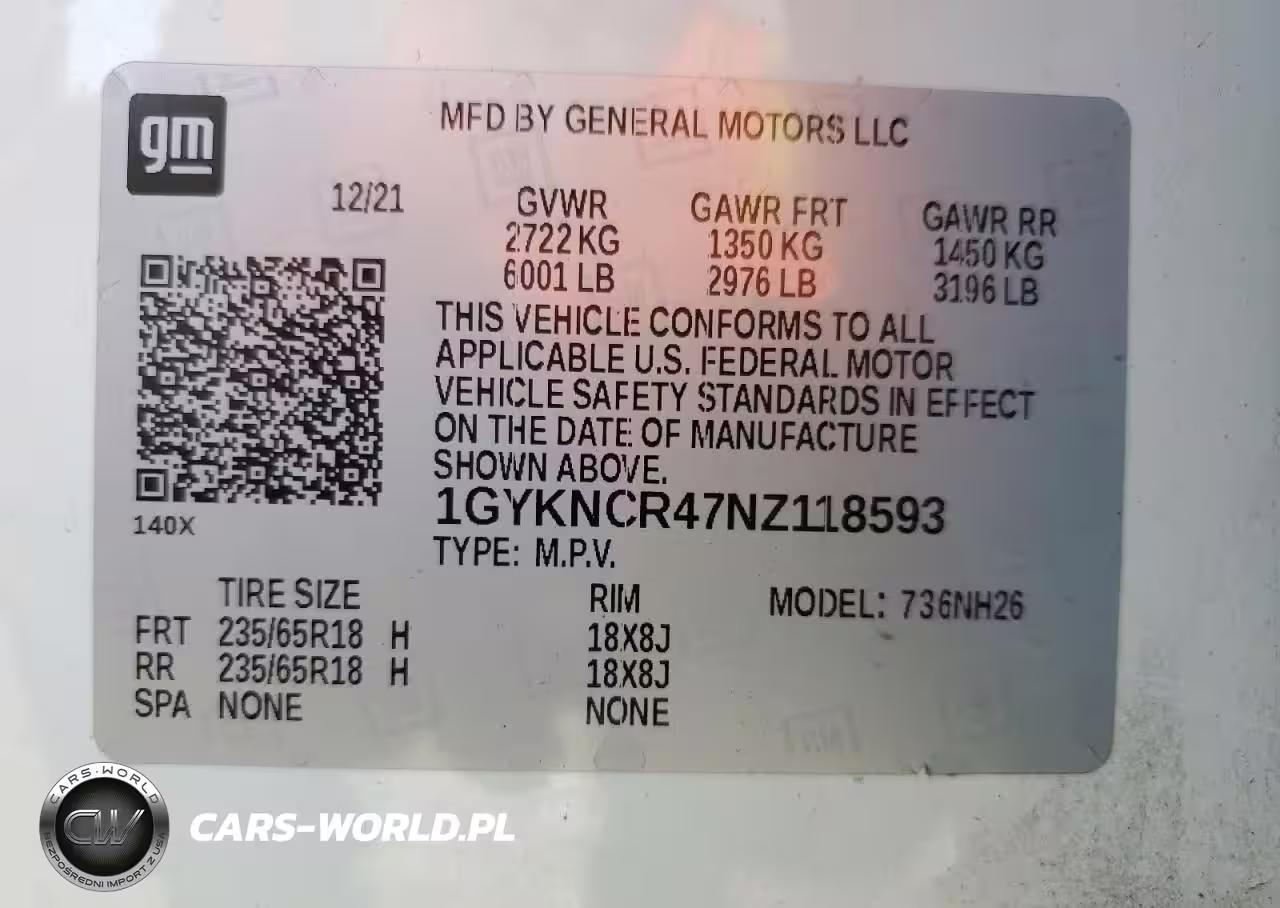 gm
MFD BY GENERAL MOTORS LLC
12/21 GVWR GAWR FRT GAWR RR
2722 KG 1350 KG 1450 KG
6001 LB 2976 LB 3196 LB
THIS VEHICLE CONFORMS TO ALL
APPLICABLE U.S. FEDERAL MOTOR
VEHICLE SAFETY STANDARDS IN EFFECT
ON THE DATE OF MANUFACTURE
SHOWN ABOVE.
140X
1GYKNCR47NZ118593
TYPE: M.P.V.
TIRE SIZE RIM MODEL: 736NH26
FRT 235/65R18 H 18X8J
RR 235/65R18 H 18X8J
SPA NONE NONE
CARS-WORLD
CW
BEZPOŚREDNI IMPORT Z USA
CARS-WORLD.PL